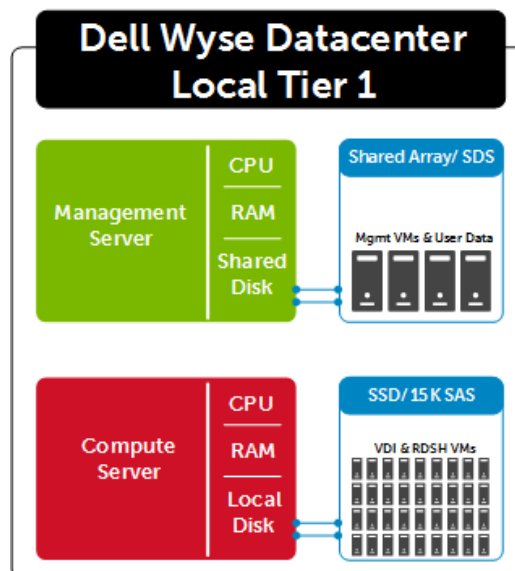 Dell Wyse Datacenter
Local Tier 1
Management
Server
CPU
RAM
Shared
Disk
Shared Array/ SDS
Mgmt VMs & User Data
Compute
Server
CPU
RAM
Local
Disk
SSD/ 15K SAS
VDI & RDSH VMs